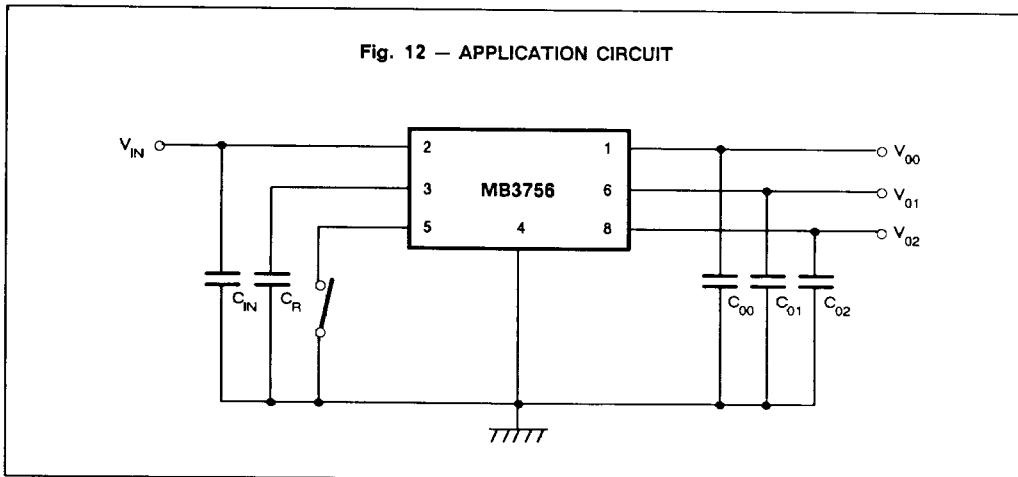 Fig. 12 — APPLICATION CIRCUIT
V_IN
2
1
V_00
3
MB3756
6
V_01
5
4
8
V_02
C_IN
C_R
C_00
C_01
C_02